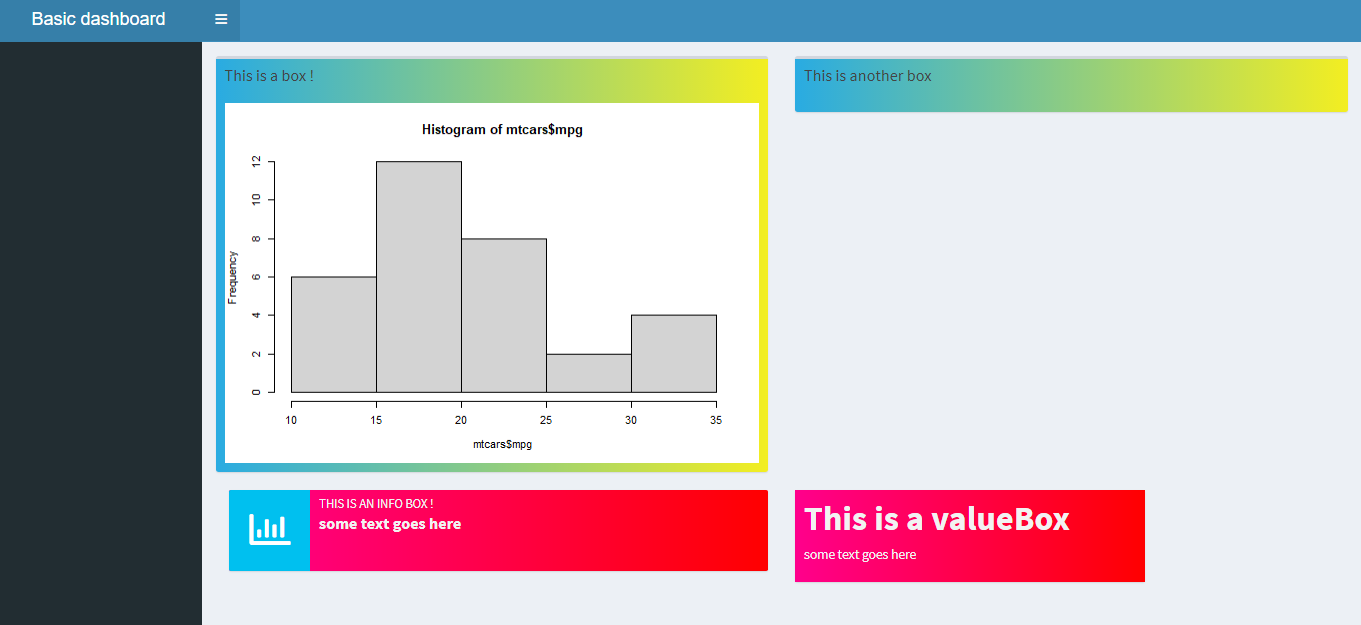 Basic dashboard
This is a box !
This is another box
Histogram of mtcars$mpg
Frequency
12
10
8
6
4
2
0
10 15 20 25 30 35
mtcars$mpg
THIS IS AN INFO BOX !
some text goes here
This is a valueBox
some text goes here